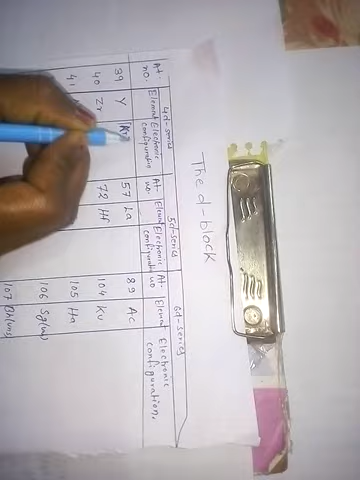 The d-block
4d-series 5d-series 6d-series
At. no. Element Electronic configuration At. no. Element Electronic configuration At. no Element Electronic configuration.
39 Y [Kr 57 La 89 Ac
40 Zr 72 Hf 104 Ku
41 105 Ha
106 Sg(
107 Bh(